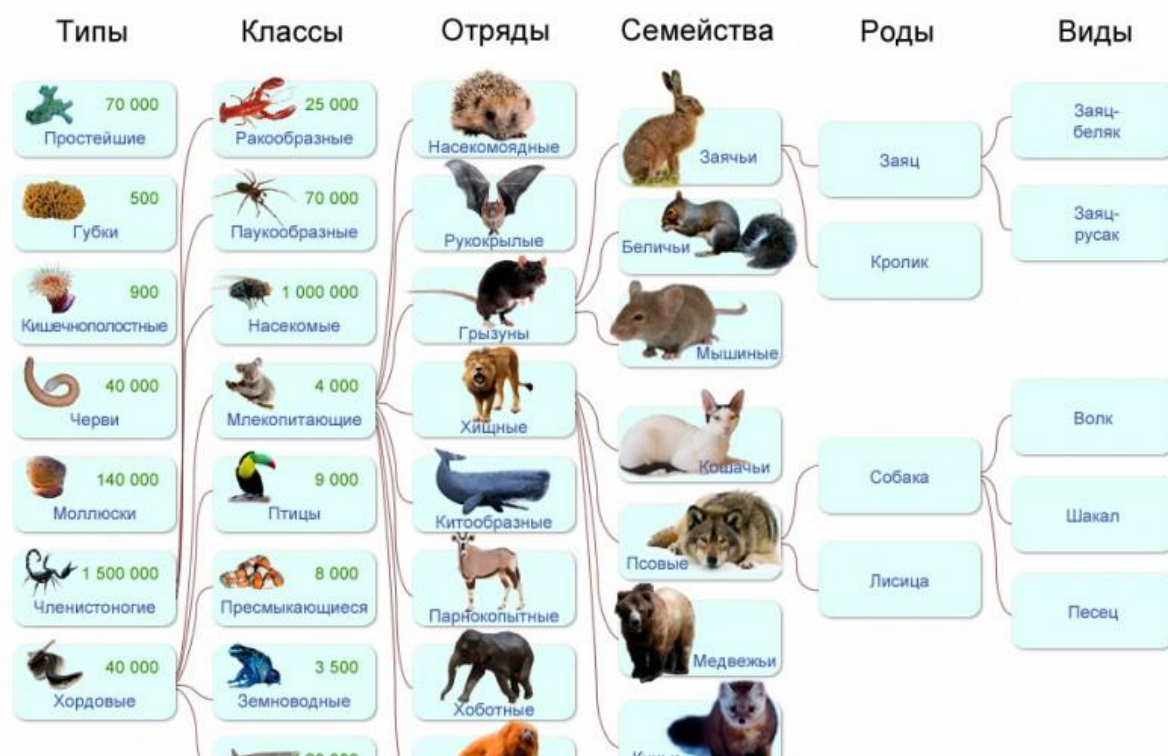 Типы
Классы
Отряды
Семейства
Роды
Виды
70 000
Простейшие
500
Губки
900
Кишечнополостные
40 000
Черви
140 000
Моллюски
1 500 000
Членистоногие
40 000
Хордовые
25 000
Ракообразные
70 000
Паукообразные
1 000 000
Насекомые
4 000
Млекопитающие
9 000
Птицы
8 000
Пресмыкающиеся
3 500
Земноводные
Насекомоядные
Рукокрылые
Грызуны
Хищные
Китообразные
Парнокопытные
Хоботные
Заячьи
Беличьи
Мышиные
Кошачьи
Псовые
Медвежьи
Заяц
Кролик
Собака
Лисица
Заяц-
беляк
Заяц-
русак
Волк
Шакал
Песец